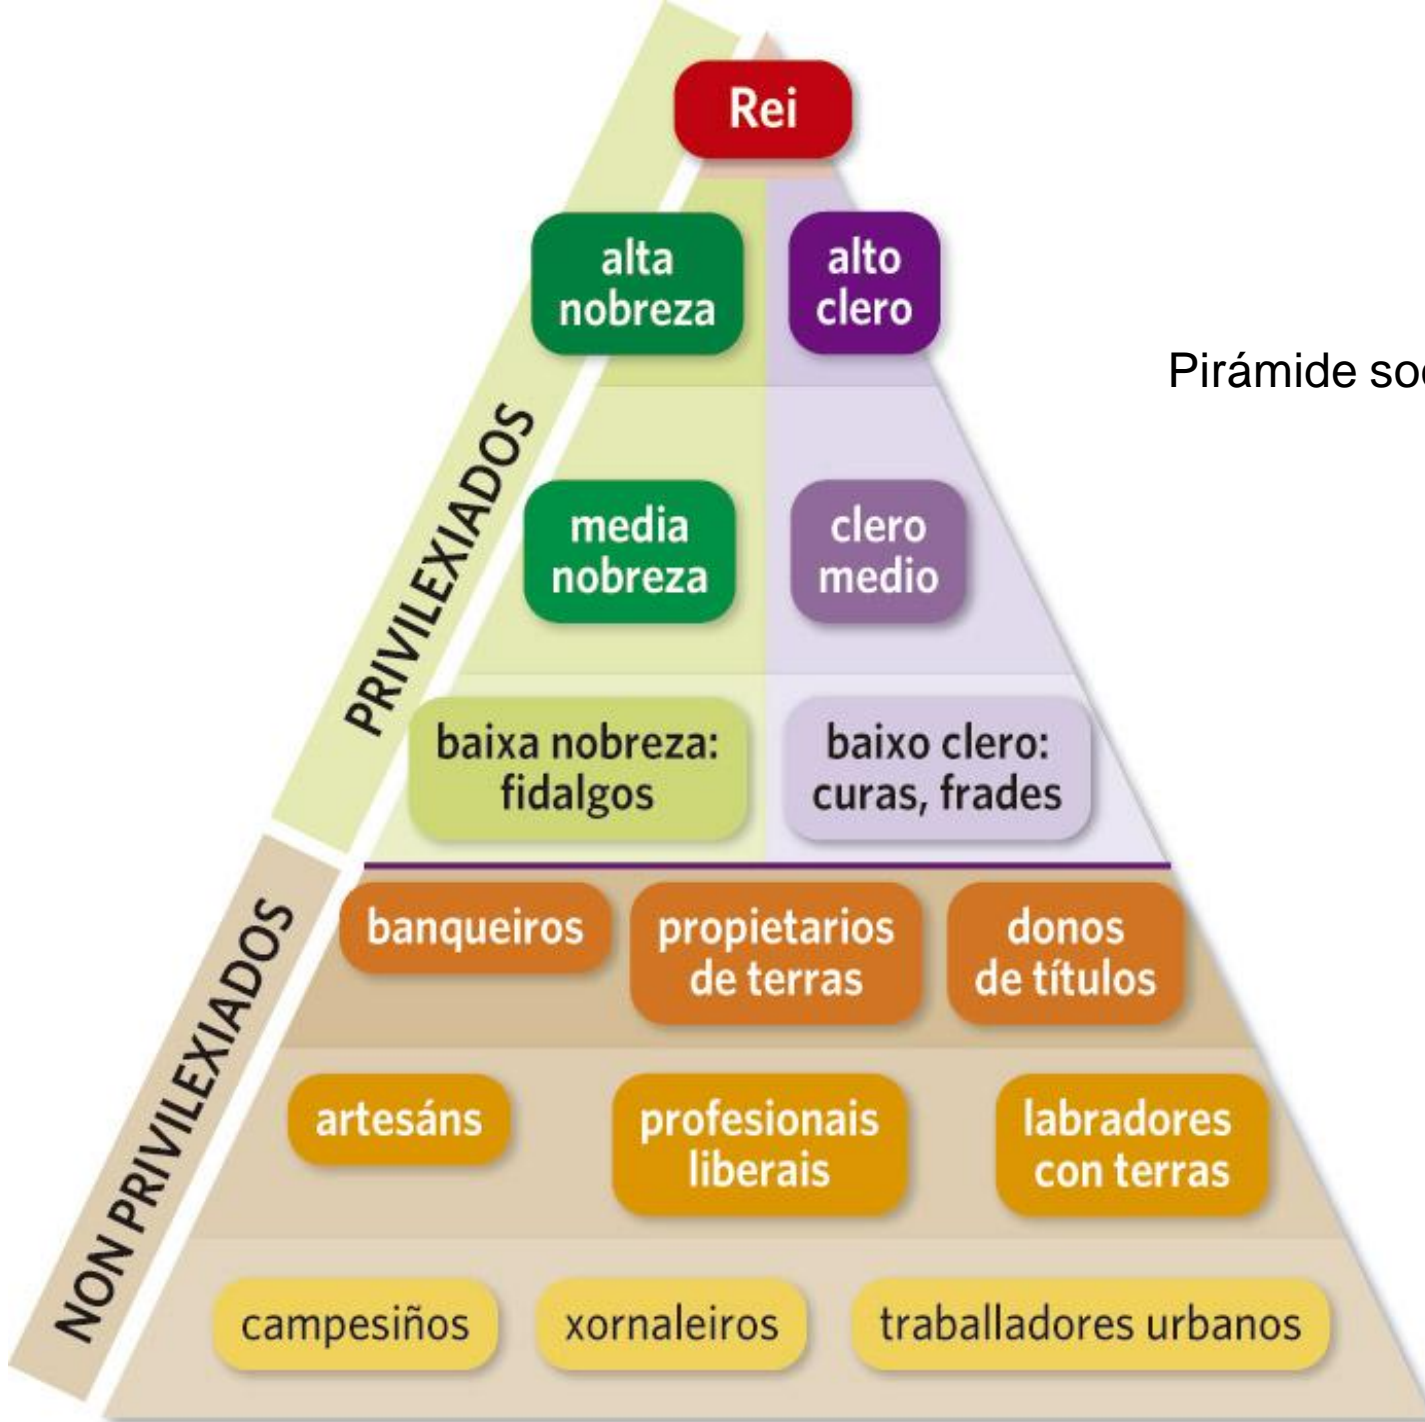 Rei
alta
nobreza
alto
clero
Pirámide
media
nobreza
clero
medio
PRIVILEXIADOS
baixa nobreza:
fidalgos
baixo clero:
curas, frades
banqueiros
propietarios
de terras
donos
de títulos
artesáns
profesionais
liberais
labradores
con terras
NON PRIVILEXIADOS
campesiños
xornaleiros
traballadores urbanos